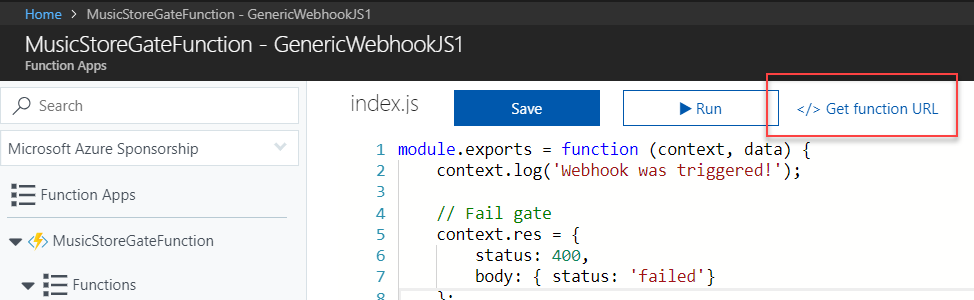 Home > MusicStoreGateFunction - GenericWebhookJS1
MusicStoreGateFunction - GenericWebhookJS1
Function Apps
Search
Microsoft Azure Sponsorship
Function Apps
MusicStoreGateFunction
Functions
index.js
Save
Run
</> Get function URL
1 module.exports = function (context, data) {
2 context.log('Webhook was triggered!');
3
4 // Fail gate
5 context.res = {
6 status: 400,
7 body: { status: 'failed'}
8 };